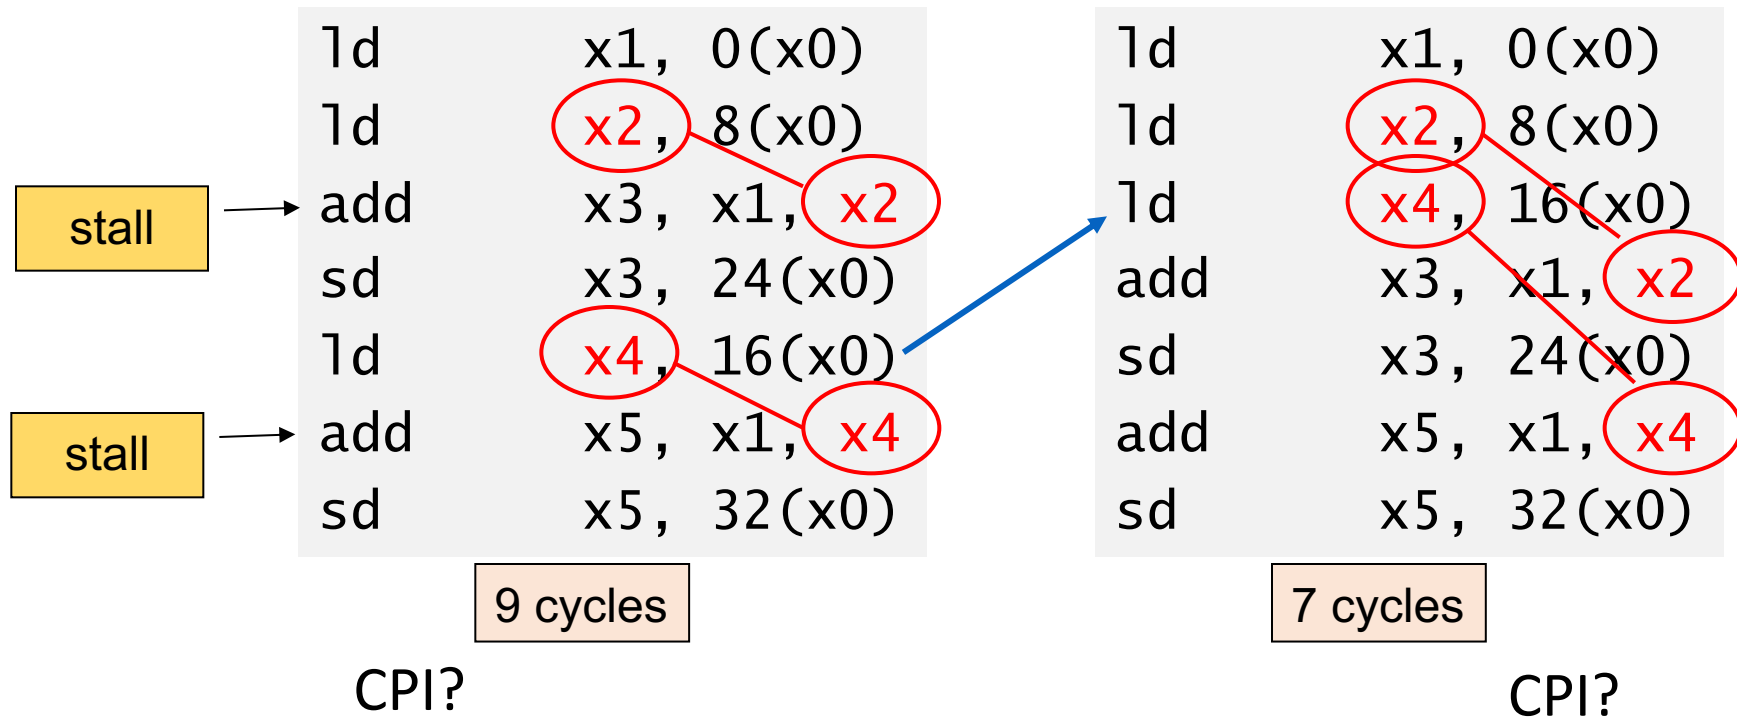 ld x1, 0(x0)
ld x2, 8(x0)
stall
add x3, x1, x2
sd x3, 24(x0)
ld x4, 16(x0)
stall
add x5, x1, x4
sd x5, 32(x0)
9 cycles
CPI?
ld x1, 0(x0)
ld x2, 8(x0)
ld x4, 16(x0)
add x3, x1, x2
sd x3, 24(x0)
add x5, x1, x4
sd x5, 32(x0)
7 cycles
CPI?